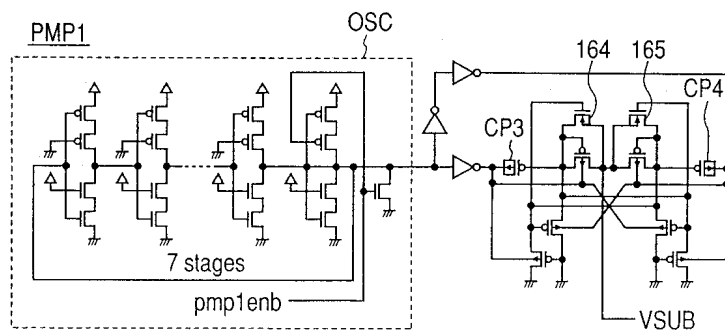 PMP1
OSC
164
165
CP3
CP4
7 stages
pmp1enb
VSUB